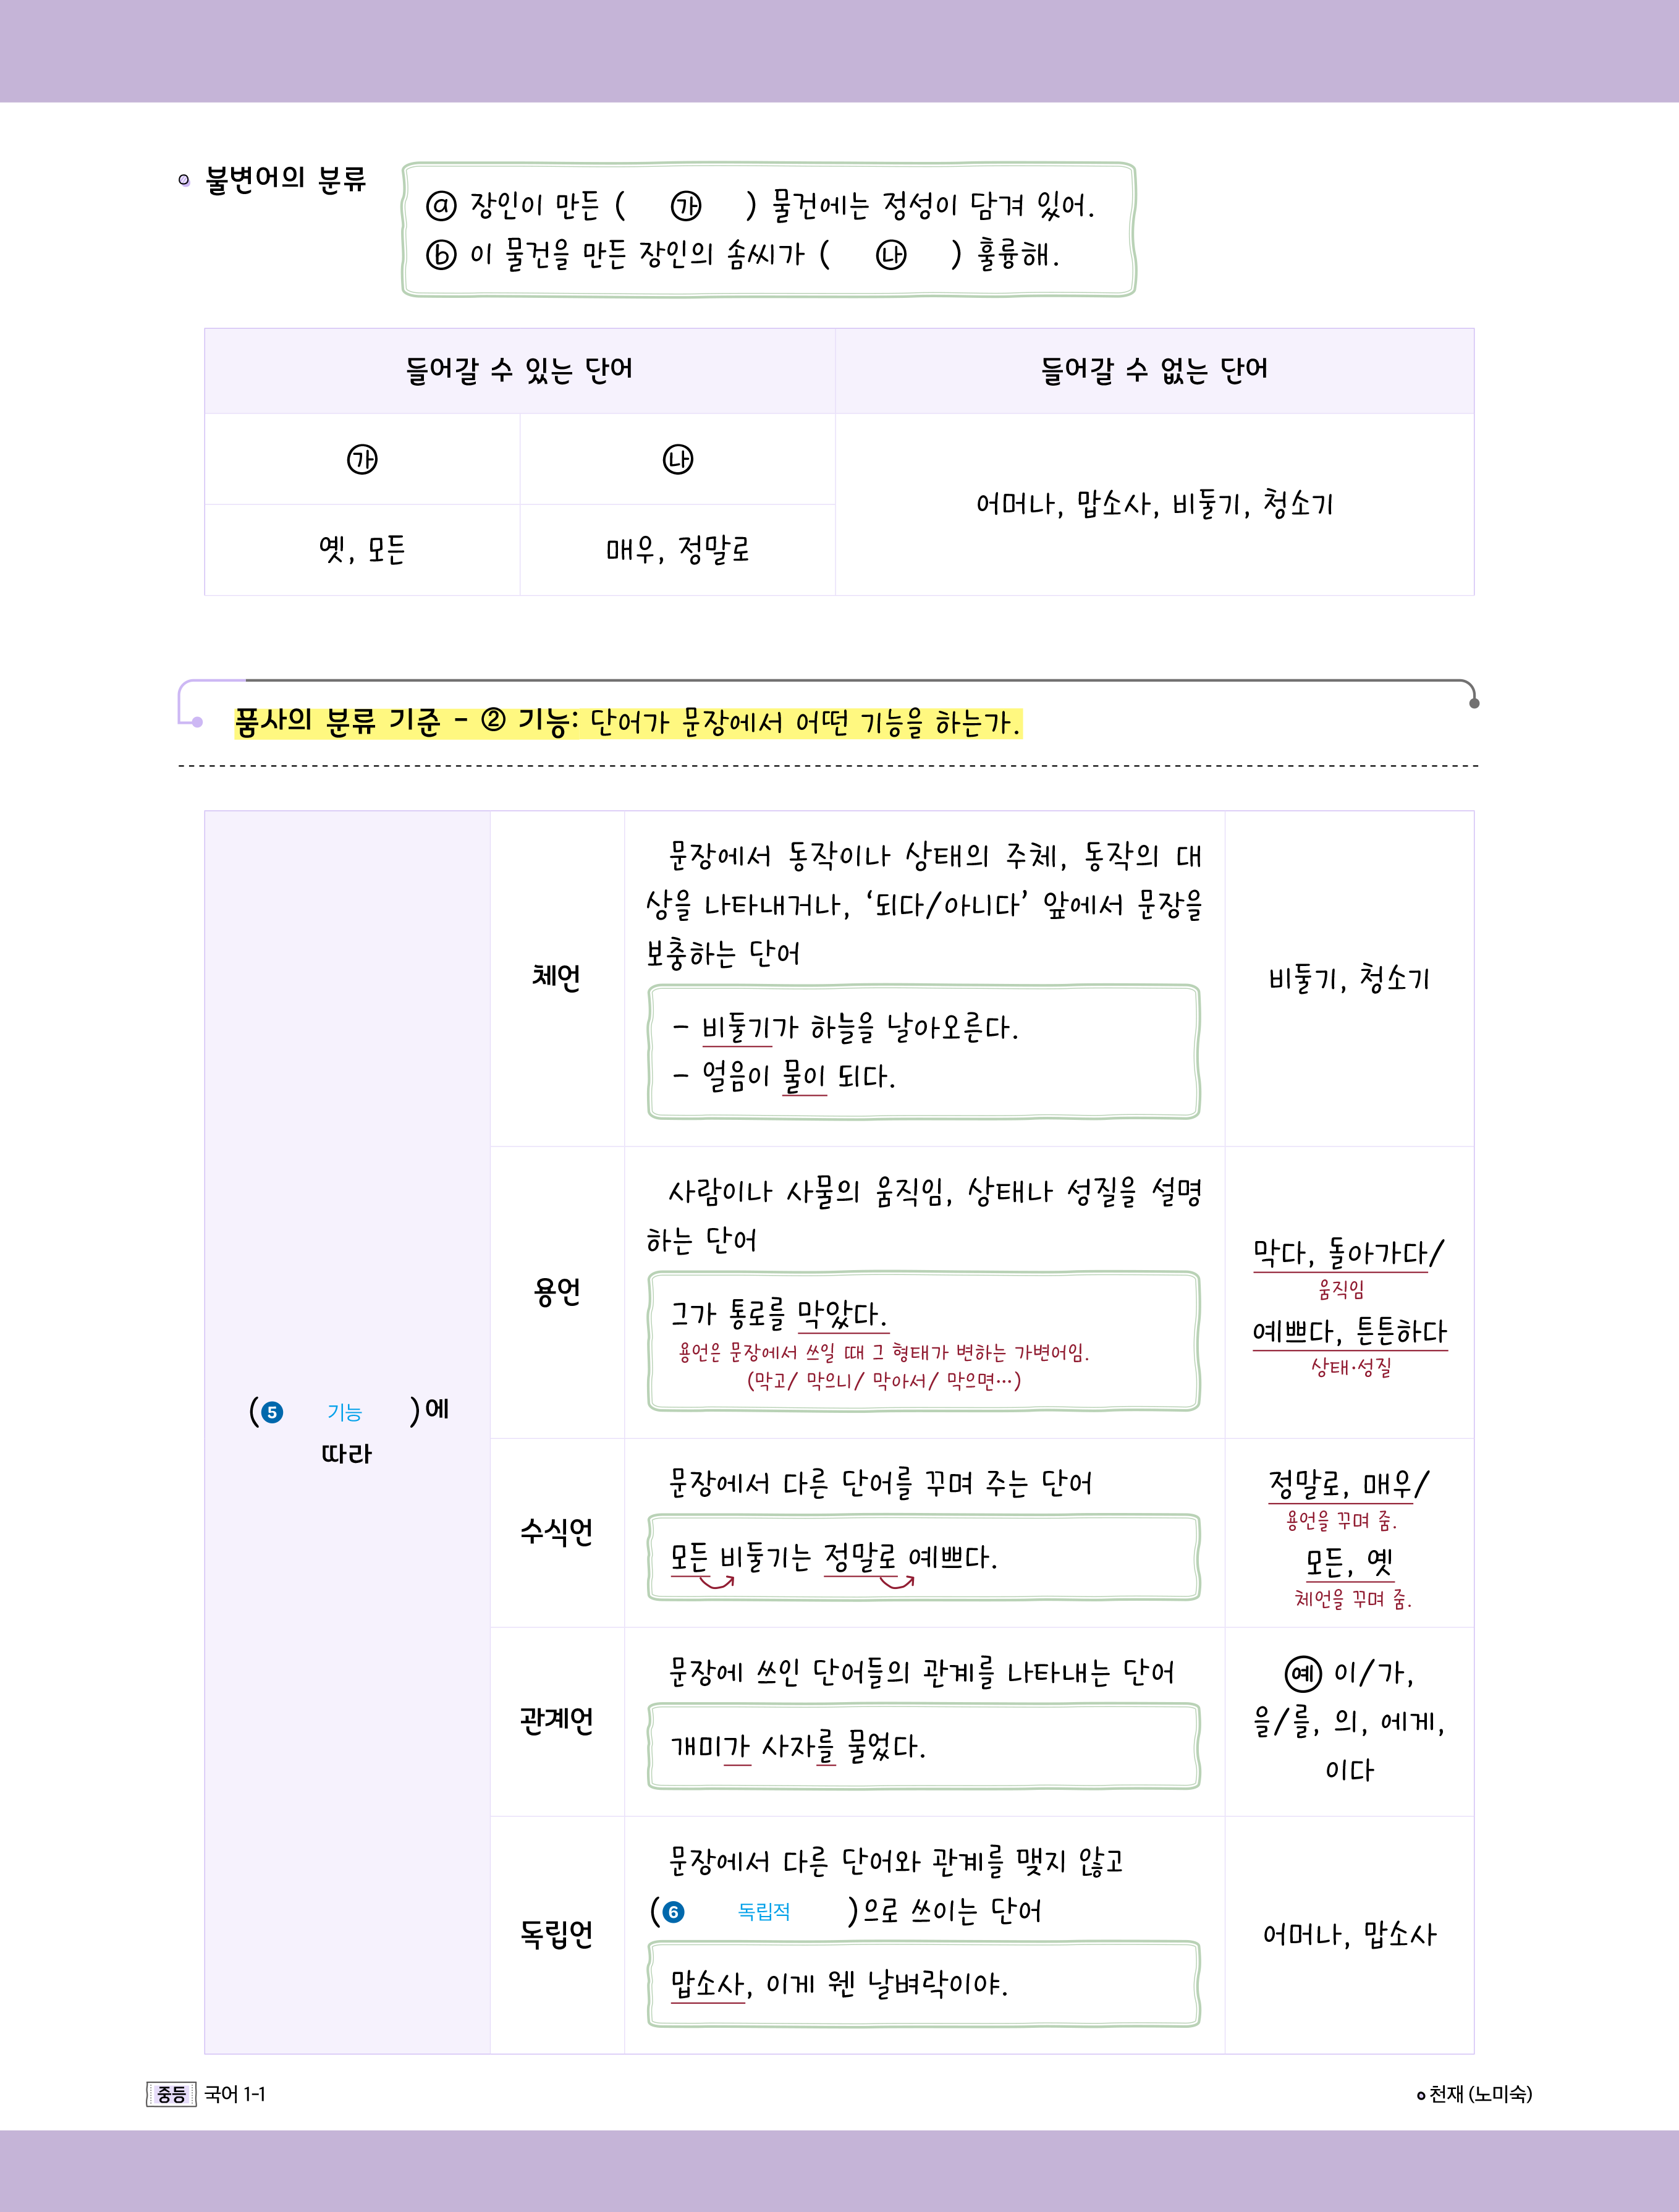 불변어의 분류
ⓐ 장인이 만든 ( ㉮ ) 물건에는 정성이 담겨 있어.
ⓑ 이 물건을 만든 장인의 솜씨가 ( ㉯ ) 훌륭해.
들어갈 수 있는 단어
들어갈 수 없는 단어
㉮
㉯
어머나, 맙소사, 비둘기, 청소기
옛, 모든
매우, 정말로
품사의 분류 기준 - ② 기능: 단어가 문장에서 어떤 기능을 하는가.
(❺ 기능 )에
따라
체언
문장에서 동작이나 상태의 주체, 동작의 대
상을 나타내거나, ‘되다/아니다’ 앞에서 문장을
보충하는 단어
- 비둘기가 하늘을 날아오른다.
- 얼음이 물이 되다.
비둘기, 청소기
용언
사람이나 사물의 움직임, 상태나 성질을 설명
하는 단어
그가 통로를 막았다.
용언은 문장에서 쓰일 때 그 형태가 변하는 가변어임.
(막고/ 막으니/ 막아서/ 막으면…)
막다, 돌아가다/
움직임
예쁘다, 튼튼하다
상태·성질
수식언
문장에서 다른 단어를 꾸며 주는 단어
모든 비둘기는 정말로 예쁘다.
정말로, 매우/
용언을 꾸며 줌.
모든, 옛
체언을 꾸며 줌.
관계언
문장에 쓰인 단어들의 관계를 나타내는 단어
개미가 사자를 물었다.
예 이/가,
을/를, 의, 에게,
이다
독립언
문장에서 다른 단어와 관계를 맺지 않고
(❻ 독립적 )으로 쓰이는 단어
맙소사, 이게 웬 날벼락이야.
어머나, 맙소사
중등 국어 1-1
천재 (노미숙)